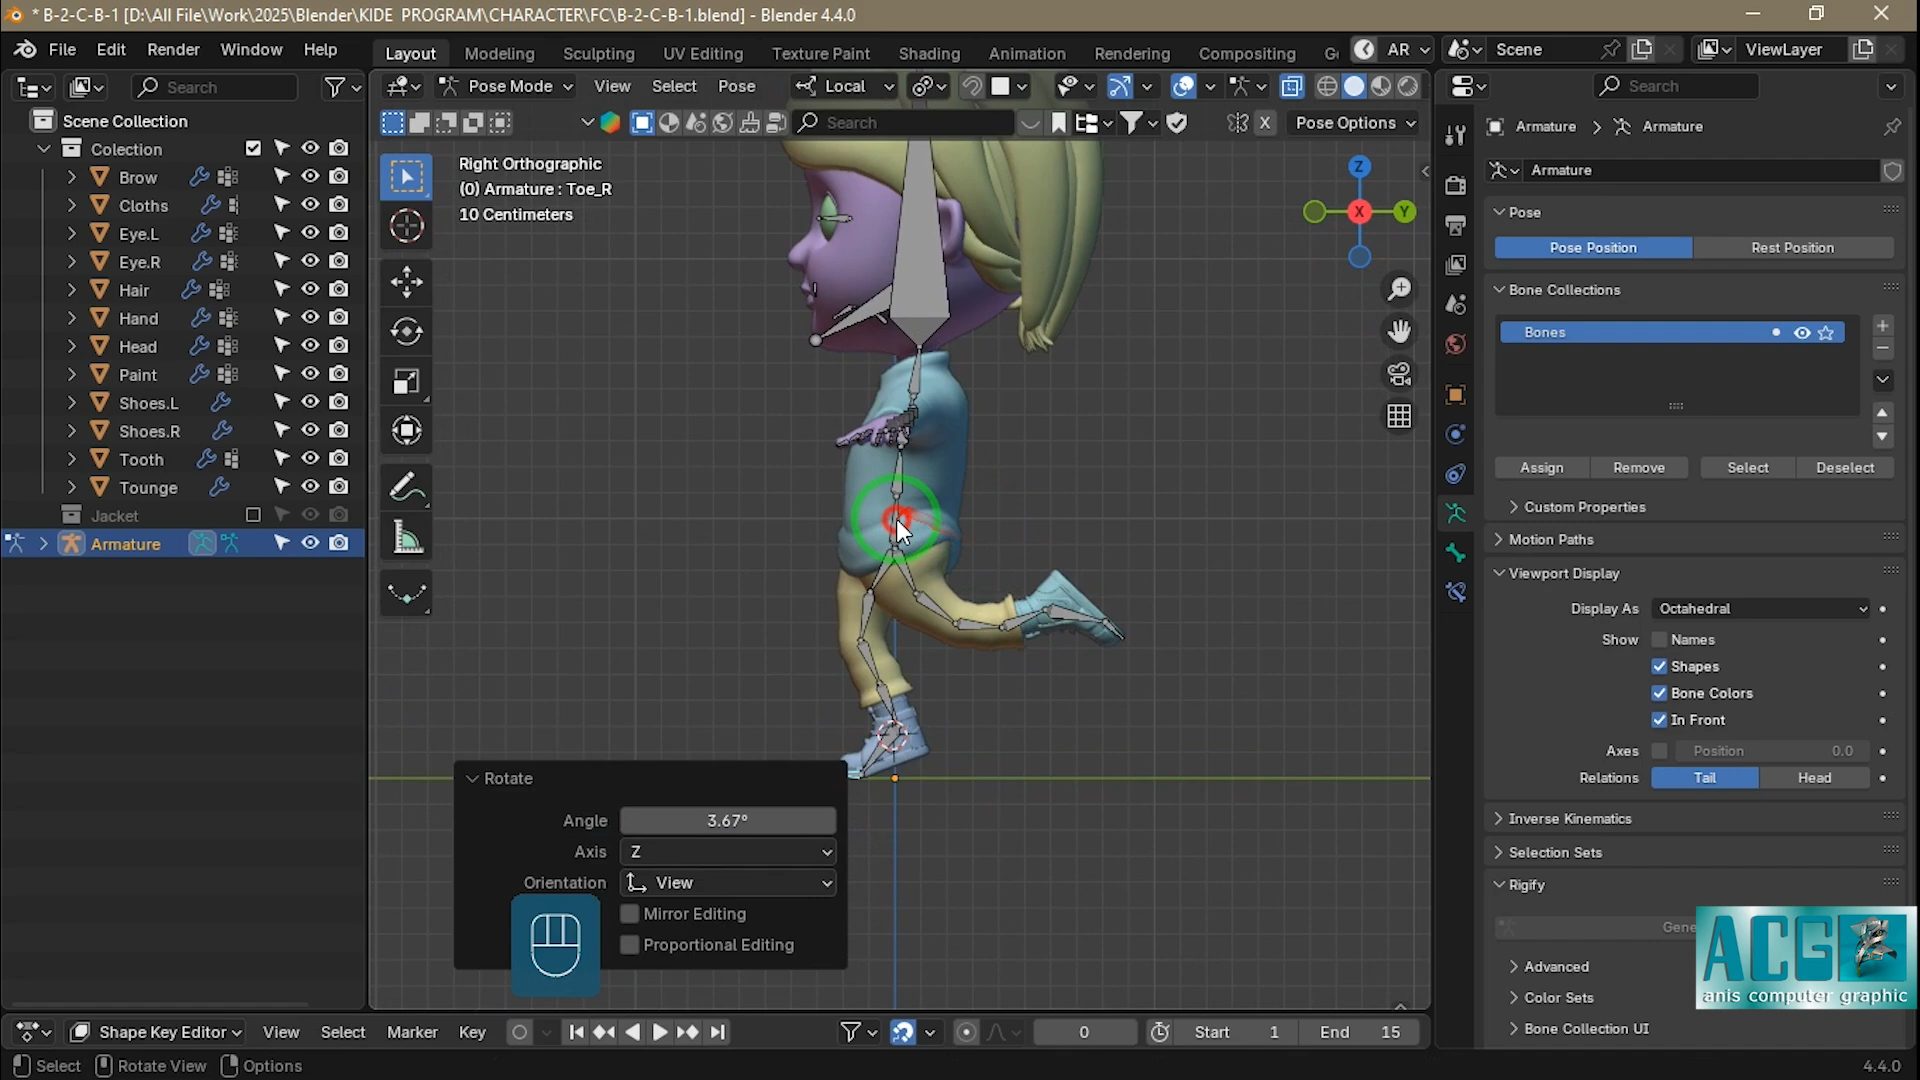 * B-2-C-B-1 [D:\All File\Work\2025\Blender\KIDE PROGRAM\CHARACTER\FC\B-2-C-B-1.blend] - Blender 4.4.0
File Edit Render Window Help
Layout Modeling Sculpting UV Editing Texture Paint Shading Animation Rendering Compositing
AR
Scene
ViewLayer
Search
Pose Mode View Select Pose Local
Search
Search
Pose Options
Scene Collection
Colection
Brow
Cloths
Eye.L
Eye.R
Hair
Hand
Head
Paint
Shoes.L
Shoes.R
Tooth
Tounge
Jacket
Armature
Right Orthographic
(0) Armature : Toe_R
10 Centimeters
Z
X
Y
Rotate
Angle 3.67°
Axis Z
Orientation View
Mirror Editing
Proportional Editing
Armature > Armature
Armature
Pose
Pose Position Rest Position
Bone Collections
Bones
Assign Remove Select Deselect
Custom Properties
Motion Paths
Viewport Display
Display As Octahedral
Show Names
Shapes
Bone Colors
In Front
Axes Position 0.0
Relations Tail Head
Inverse Kinematics
Selection Sets
Rigify
Gene
Advanced
Color Sets
Bone Collection UI
ACG
anis computer graphic
Shape Key Editor View Select Marker Key
0 Start 1 End 15
Select Rotate View Options
4.4.0